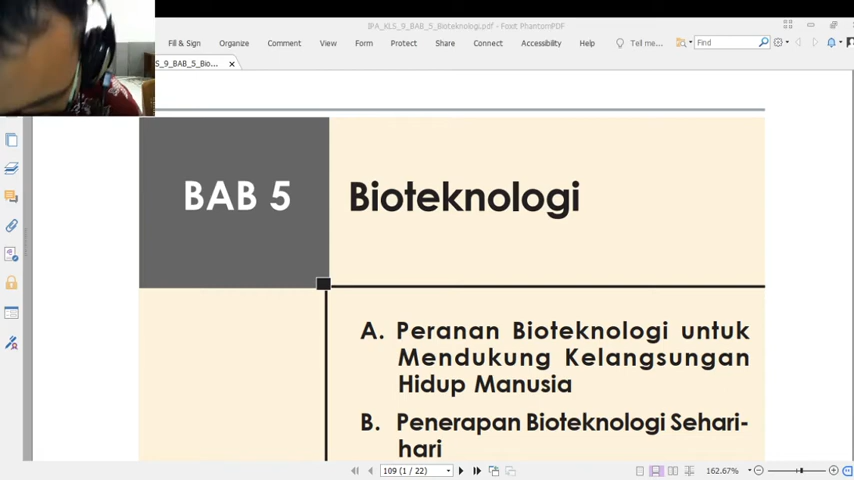 IPA_KLS_9_BAB_5_Bioteknologi.pdf - Foxit PhantomPDF
Fill & Sign Organize Comment View Form Protect Share Connect Accessibility Help Tell me... Find
S_9_BAB_5_Bio...
BAB 5
Bioteknologi
A. Peranan Bioteknologi untuk
Mendukung Kelangsungan
Hidup Manusia
B. Penerapan Bioteknologi Sehari-
hari
109 (1 / 22)
162.67%